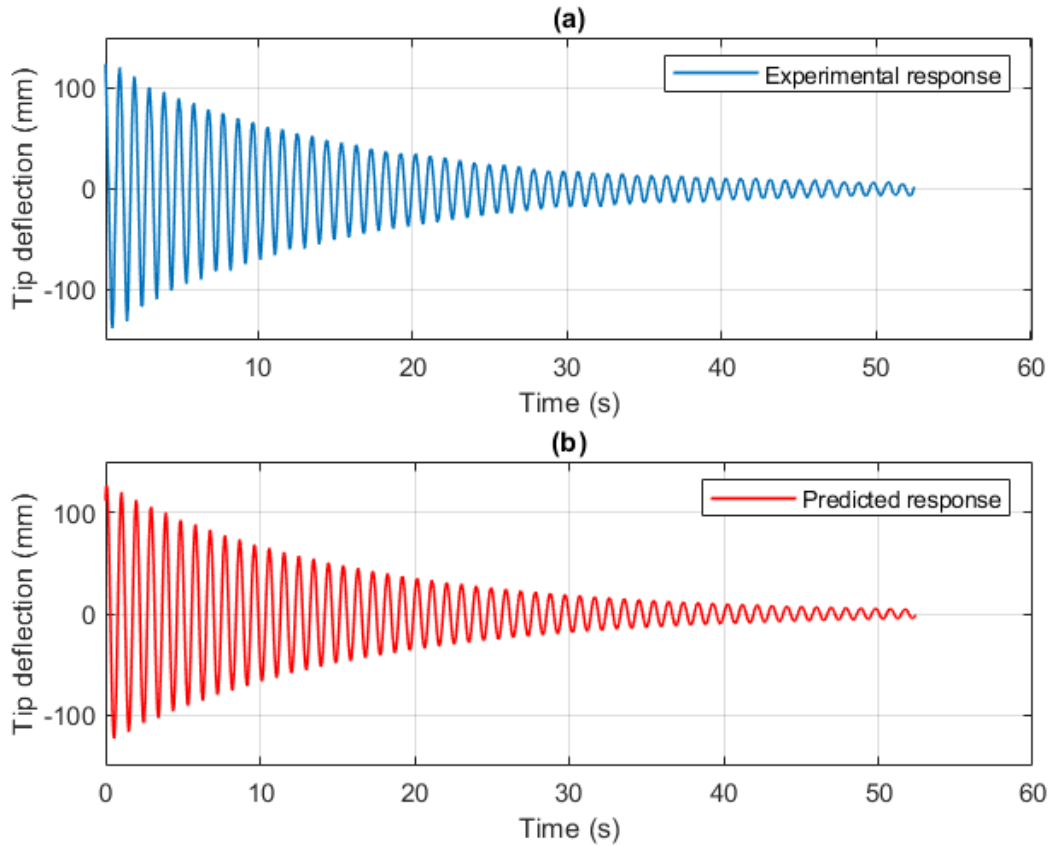 (a)
Experimental response
Tip deflection (mm)
100
0
-100
10 20 30 40 50 60
Time (s)
(b)
Predicted response
Tip deflection (mm)
100
0
-100
0 10 20 30 40 50 60
Time (s)